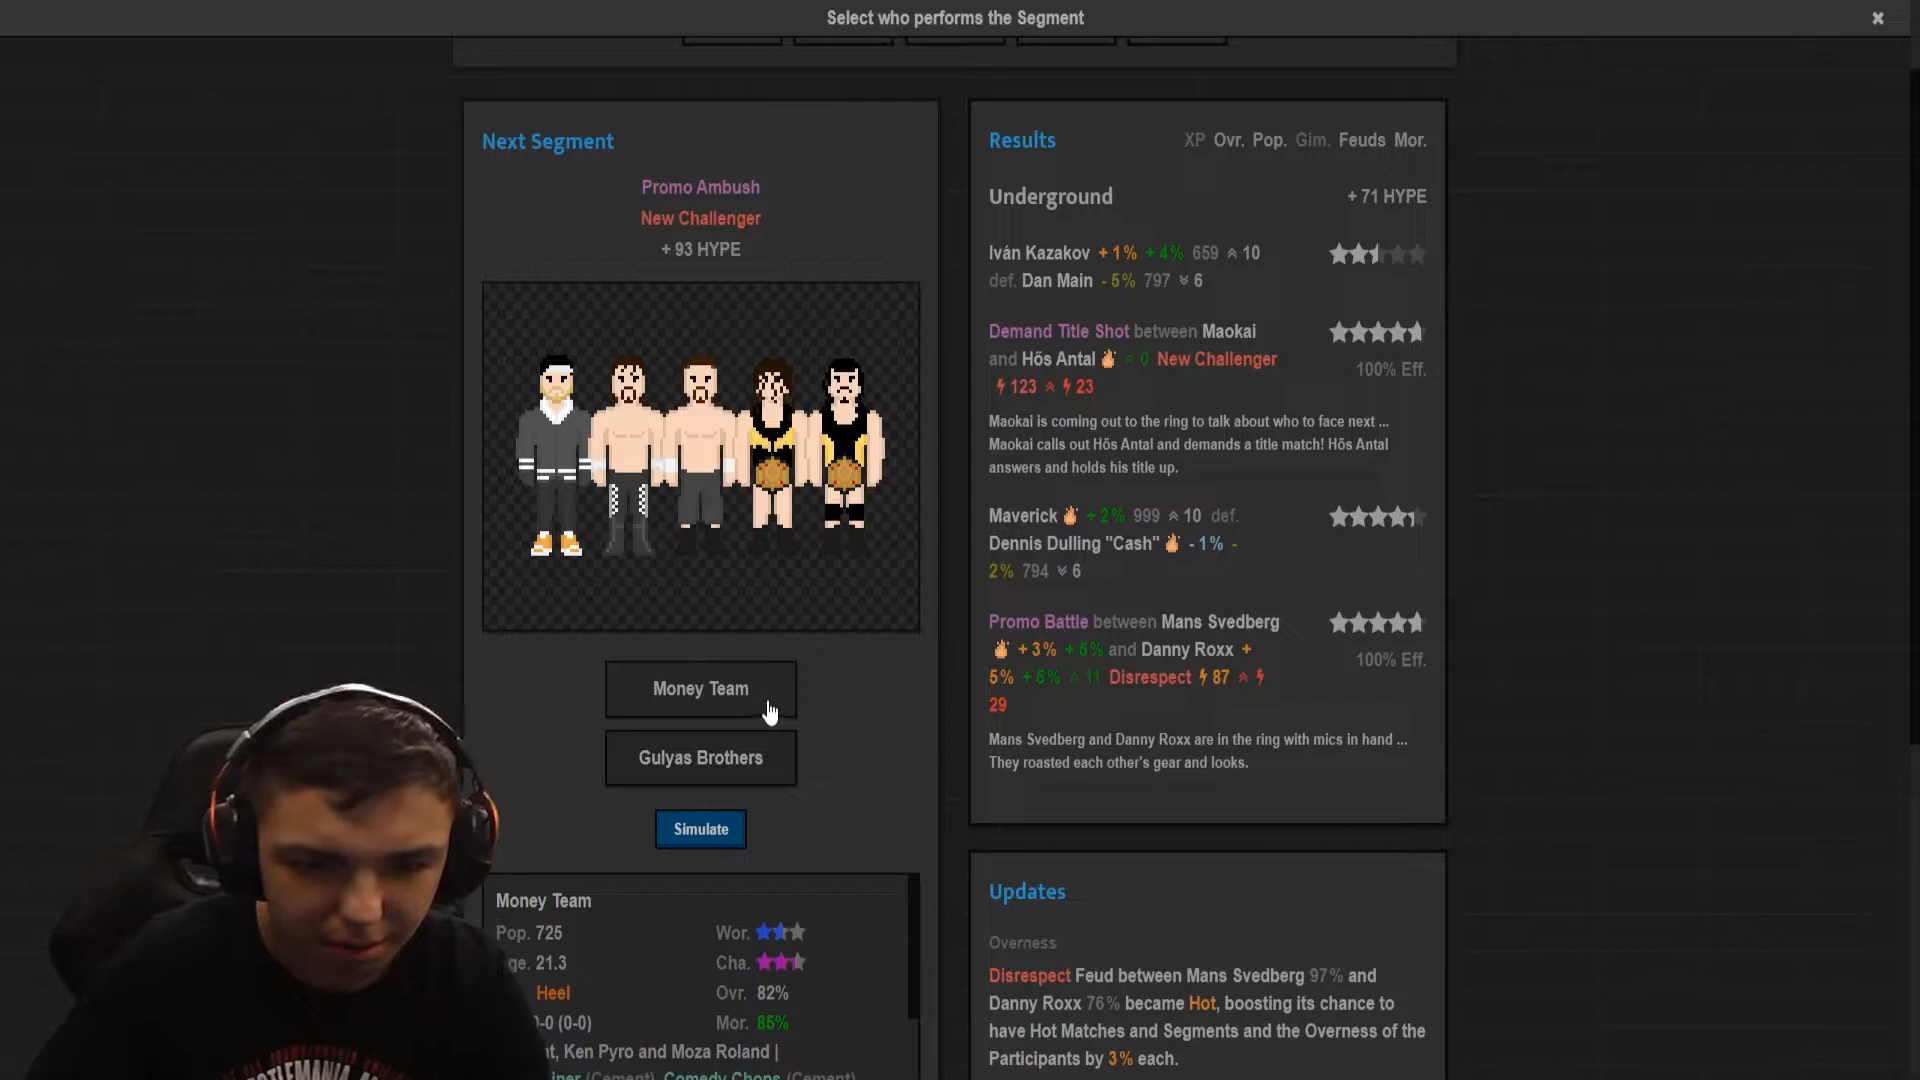 Select who performs the Segment
×
Next Segment
Promo Ambush
New Challenger
+ 93 HYPE
Money Team
Gulyas Brothers
Simulate
Money Team
Pop. 725
Wor.
ge. 21.3
Cha.
Heel
Ovr. 82%
0-0 (0-0)
Mor. 85%
nt, Ken Pyro and Moza Roland |
(Cement), Comedy Chops (Cement)
Results
XP Ovr. Pop. Gim. Feuds Mor.
Underground
+ 71 HYPE
Iván Kazakov + 1% + 4% 659 10
def. Dan Main - 5% 797 6
Demand Title Shot between Maokai
and Hős Antal 0 New Challenger
123 23
100% Eff.
Maokai is coming out to the ring to talk about who to face next ...
Maokai calls out Hős Antal and demands a title match! Hős Antal
answers and holds his title up.
Maverick + 2% 999 10 def.
Dennis Dulling "Cash" - 1% -
2% 794 6
Promo Battle between Mans Svedberg
+ 3% + 5% and Danny Roxx +
5% + 5% 11 Disrespect 87
29
100% Eff.
Mans Svedberg and Danny Roxx are in the ring with mics in hand ...
They roasted each other's gear and looks.
Updates
Overness
Disrespect Feud between Mans Svedberg 97% and
Danny Roxx 76% became Hot, boosting its chance to
have Hot Matches and Segments and the Overness of the
Participants by 3% each.